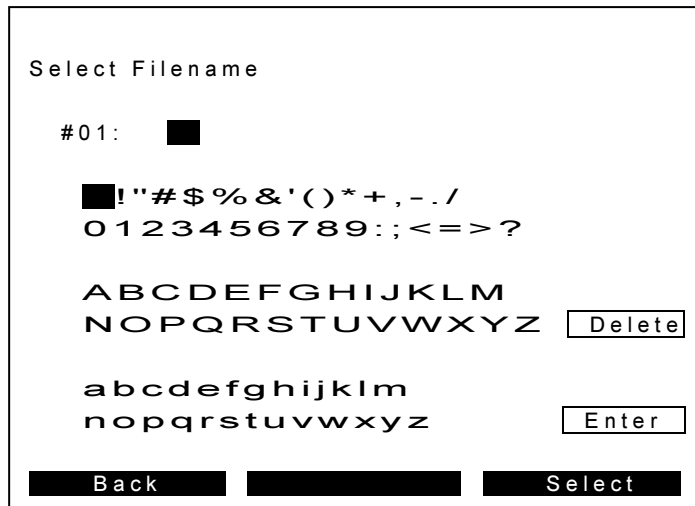 Select Filename
#01:
!"#$%&'()*+,-./
0123456789:;<=>?
ABCDEFGHIJKLM
NOPQRSTUVWXYZ Delete
abcdefghijklm
nopqrstuvwxyz Enter
Back Select